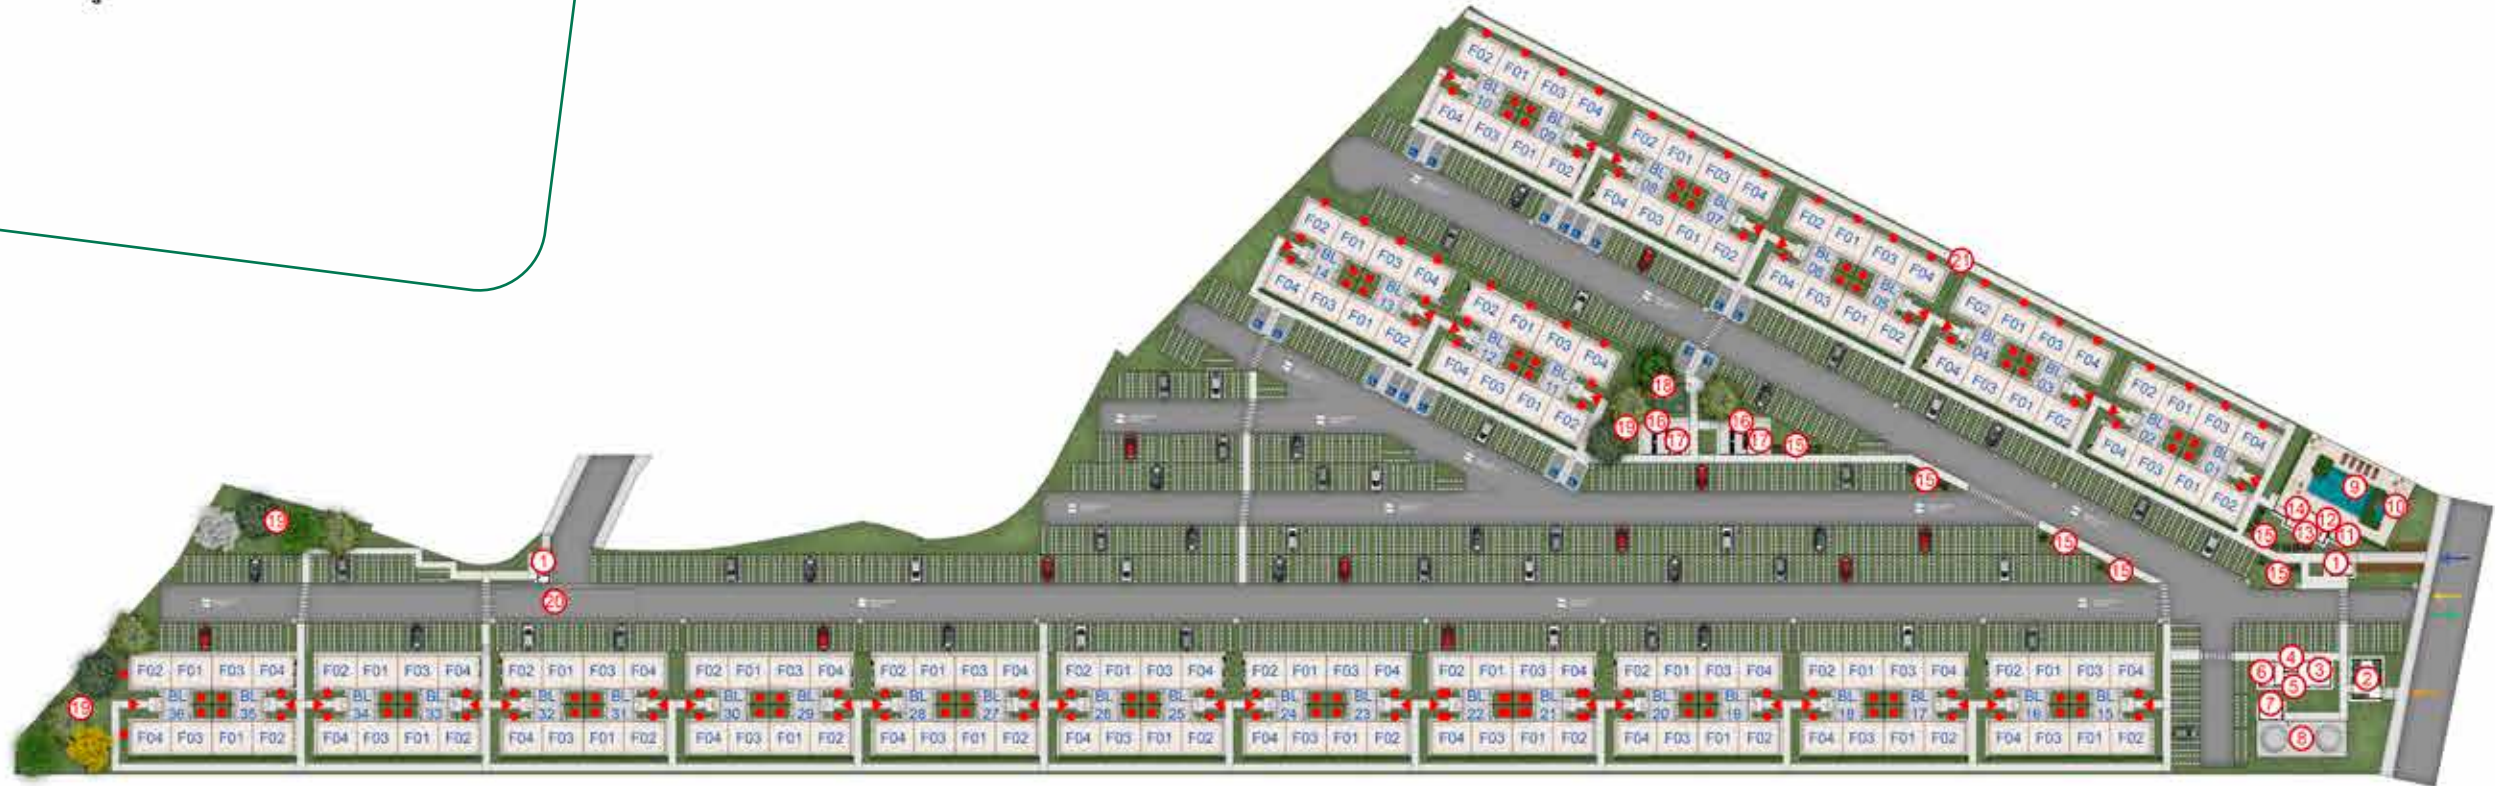 F02 F01 F03 F04
BL 10
BL 09
F04 F03 F01 F02
F02 F01 F03 F04
BL 08
BL 07
F04 F03 F01 F02
F02 F01 F03 F04
BL 06
BL 05
F04 F03 F01 F02
21
F02 F01 F03 F04
BL 04
BL 03
F04 F03 F01 F02
F02 F01 F03 F04
BL 02
BL 01
F04 F03 F01 F02
F02 F01 F03 F04
BL 14
BL 13
F04 F03 F01 F02
F02 F01 F03 F04
BL 12
BL 11
F04 F03 F01 F02
18
19
16
17
16
17
15
15
15
15
9
10
14
12
13
11
15
15
1
19
1
20
19
F02 F01 F03 F04
BL 36
BL 35
F04 F03 F01 F02
F02 F01 F03 F04
BL 34
BL 33
F04 F03 F01 F02
F02 F01 F03 F04
BL 32
BL 31
F04 F03 F01 F02
F02 F01 F03 F04
BL 30
BL 29
F04 F03 F01 F02
F02 F01 F03 F04
BL 28
BL 27
F04 F03 F01 F02
F02 F01 F03 F04
BL 26
BL 25
F04 F03 F01 F02
F02 F01 F03 F04
BL 24
BL 23
F04 F03 F01 F02
F02 F01 F03 F04
BL 22
BL 21
F04 F03 F01 F02
F02 F01 F03 F04
BL 20
BL 19
F04 F03 F01 F02
F02 F01 F03 F04
BL 18
BL 17
F04 F03 F01 F02
F02 F01 F03 F04
BL 16
BL 15
F04 F03 F01 F02
4
6
3
5
2
7
8